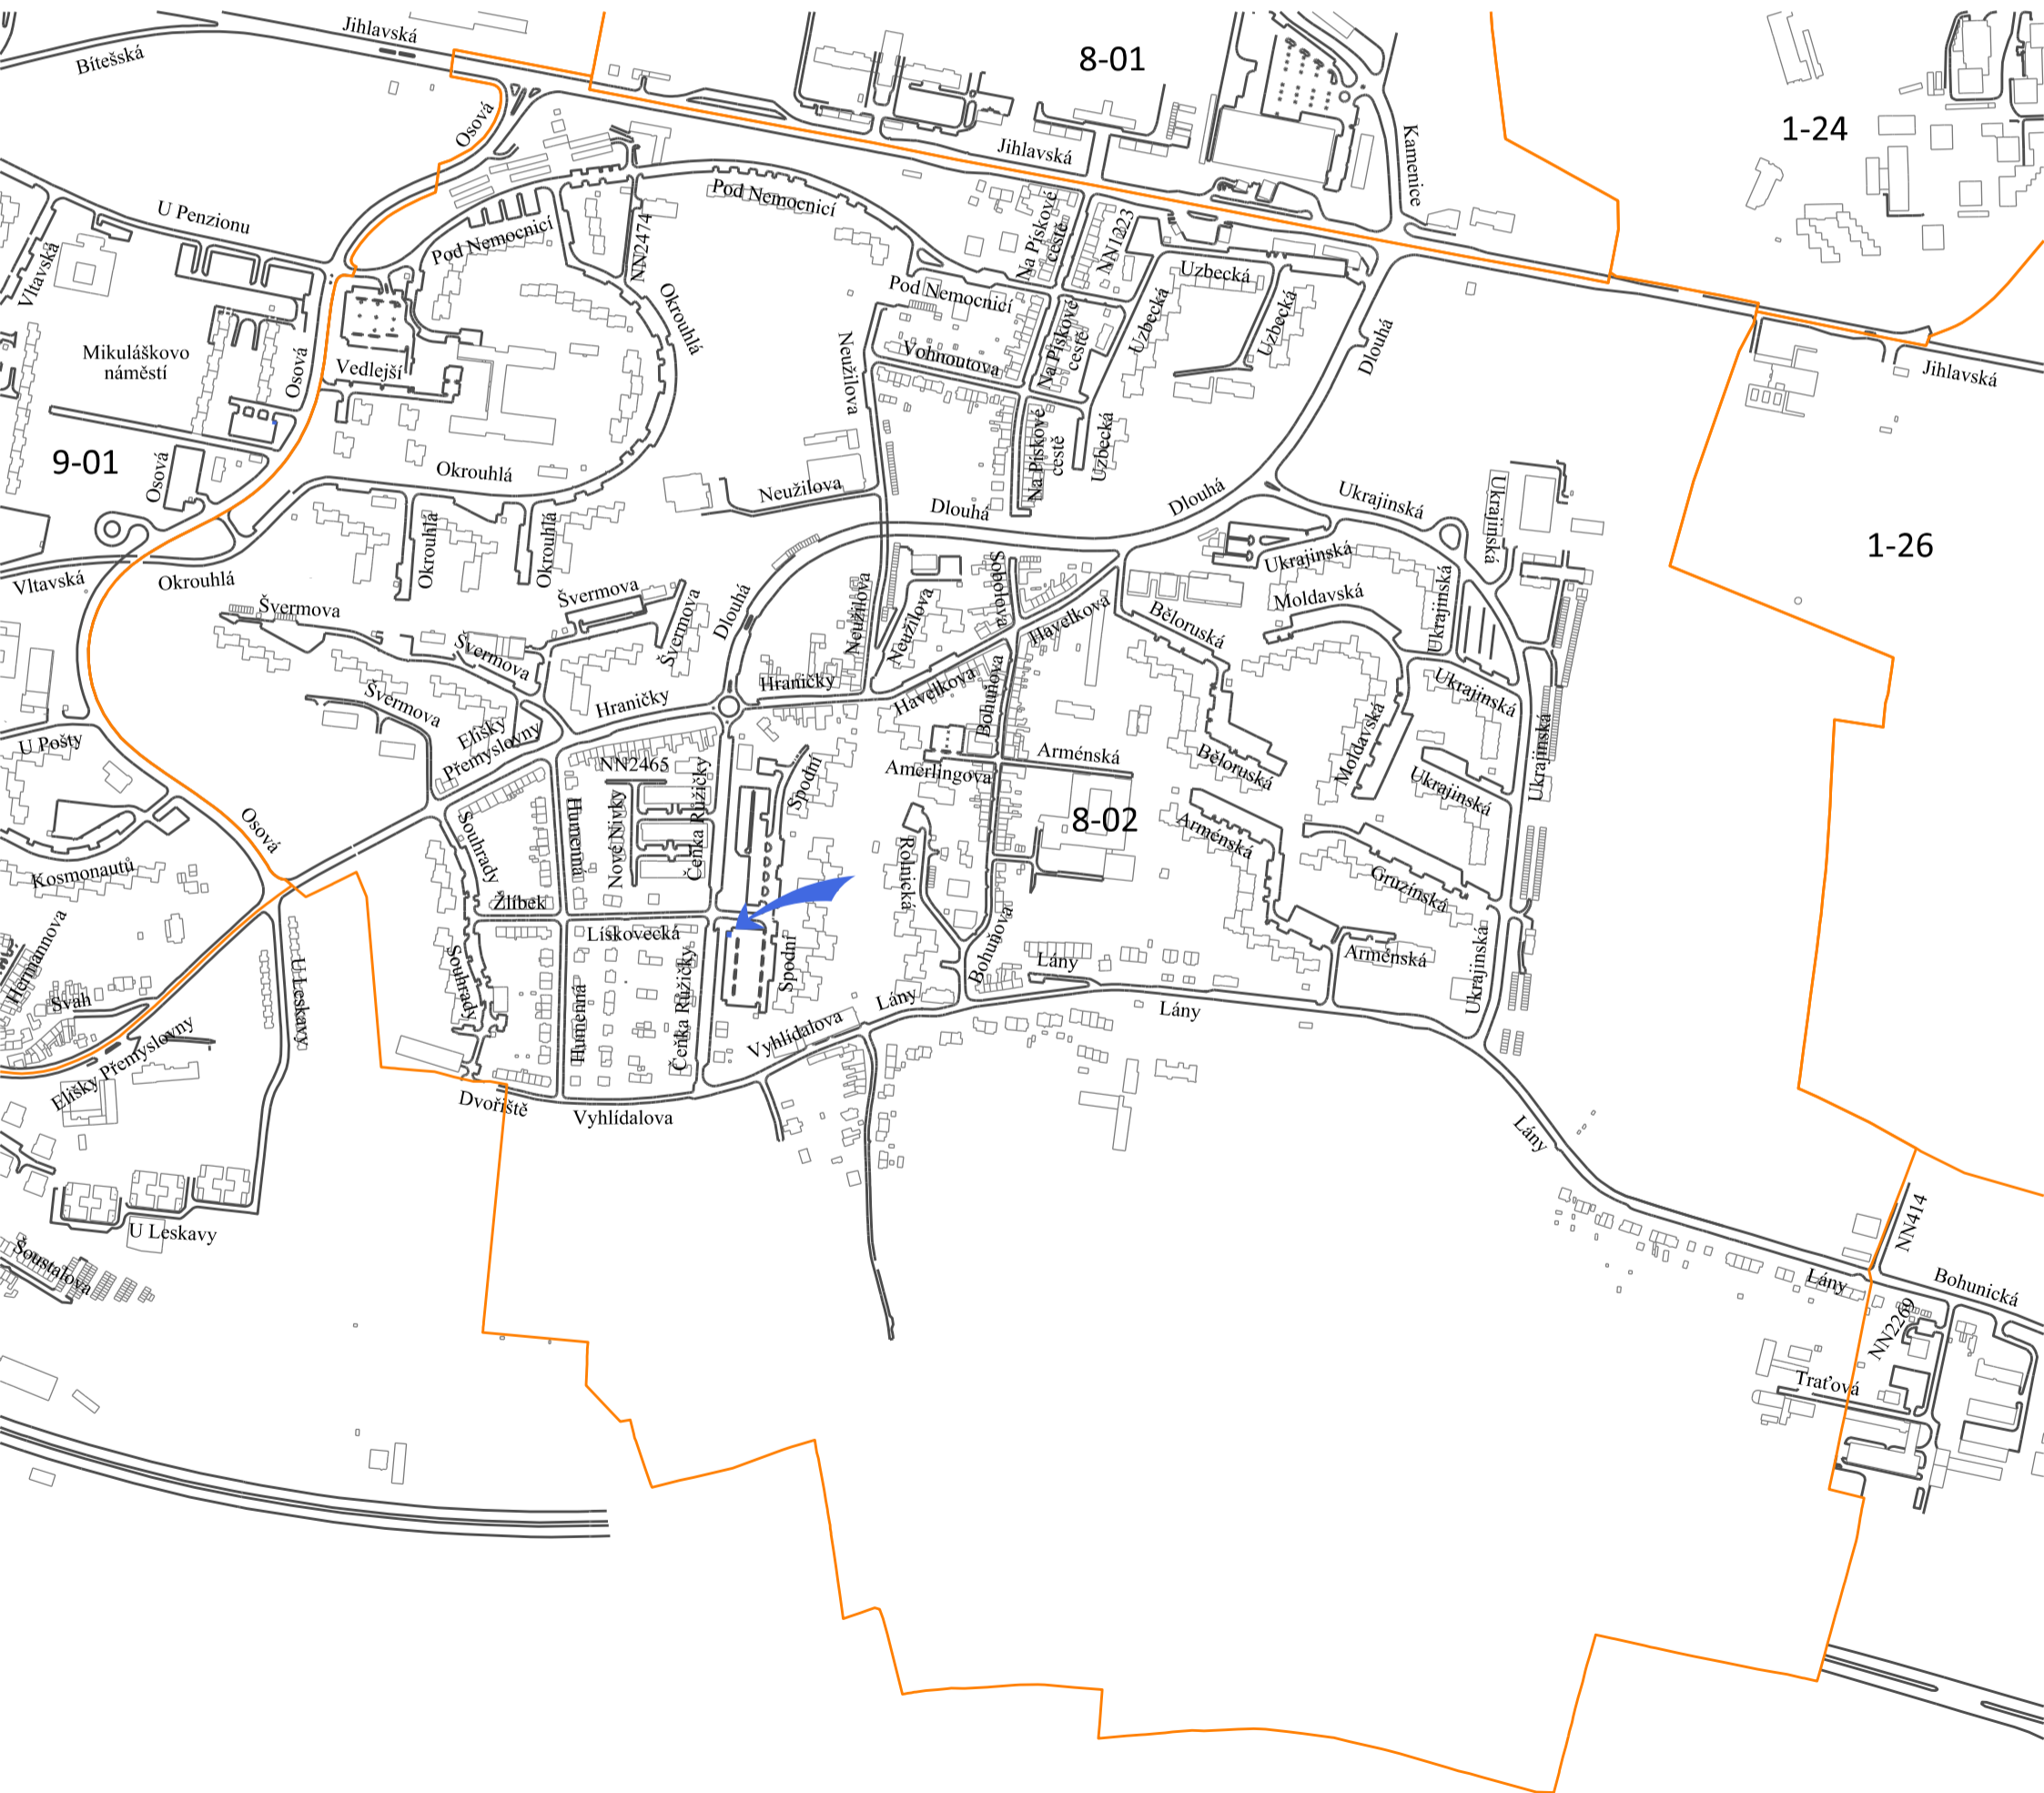 Jihlavská
Bítešská
8-01
1-24
Osová
Jihlavská
Kamenice
U Penzionu
Pod Nemocnicí
Pod Nemocnicí
NN2474
Na Pískové
cestě
NN1223
Vltavská
Uzbecká
Pod Nemocnicí
Okrouhlá
Neužilova
Uzbecká
Uzbecká
Dlouhá
Mikuláškovo
náměstí
Osová
Vedlejší
Vohnoutova
Na Pískové
cestě
Jihlavská
9-01
Osová
Okrouhlá
Neužilova
Na Pískové
cestě
Uzbecká
Dlouhá
Dlouhá
Ukrajinská
Ukrajinská
1-26
Okrouhlá
Okrouhlá
Vltavská
Okrouhlá
Ukrajinská
Švermova
Švermova
Švermova
Dlouhá
Neužilova
Neužilova
Sobolova
Havelkova
Běloruská
Moldavská
Ukrajinská
Švermova
Švermova
Hraničky
Hraničky
Havelkova
Bohuňova
Ukrajinská
U Pošty
Elišky
Přemyslovny
NN2465
Amerlingova
Arménská
Běloruská
Moldavská
Ukrajinská
Ukrajinská
Spodní
Osová
Souhrady
Humenná
Nové Nivky
Čeňka Růžičky
8-02
Arménská
Kosmonautů
Rolnická
Gruzínská
Žlíbek
Lískovecká
Heřmannova
Svah
U Leskavy
Souhrady
Humenná
Čeňka Růžičky
Spodní
Bohuňova
Lány
Arménská
Ukrajinská
Lány
Lány
Vyhlídalova
Elišky Přemyslovny
Dvořiště
Vyhlídalova
Lány
U Leskavy
Šoustalova
NN414
Lány
Bohunická
NN2269
Traťová